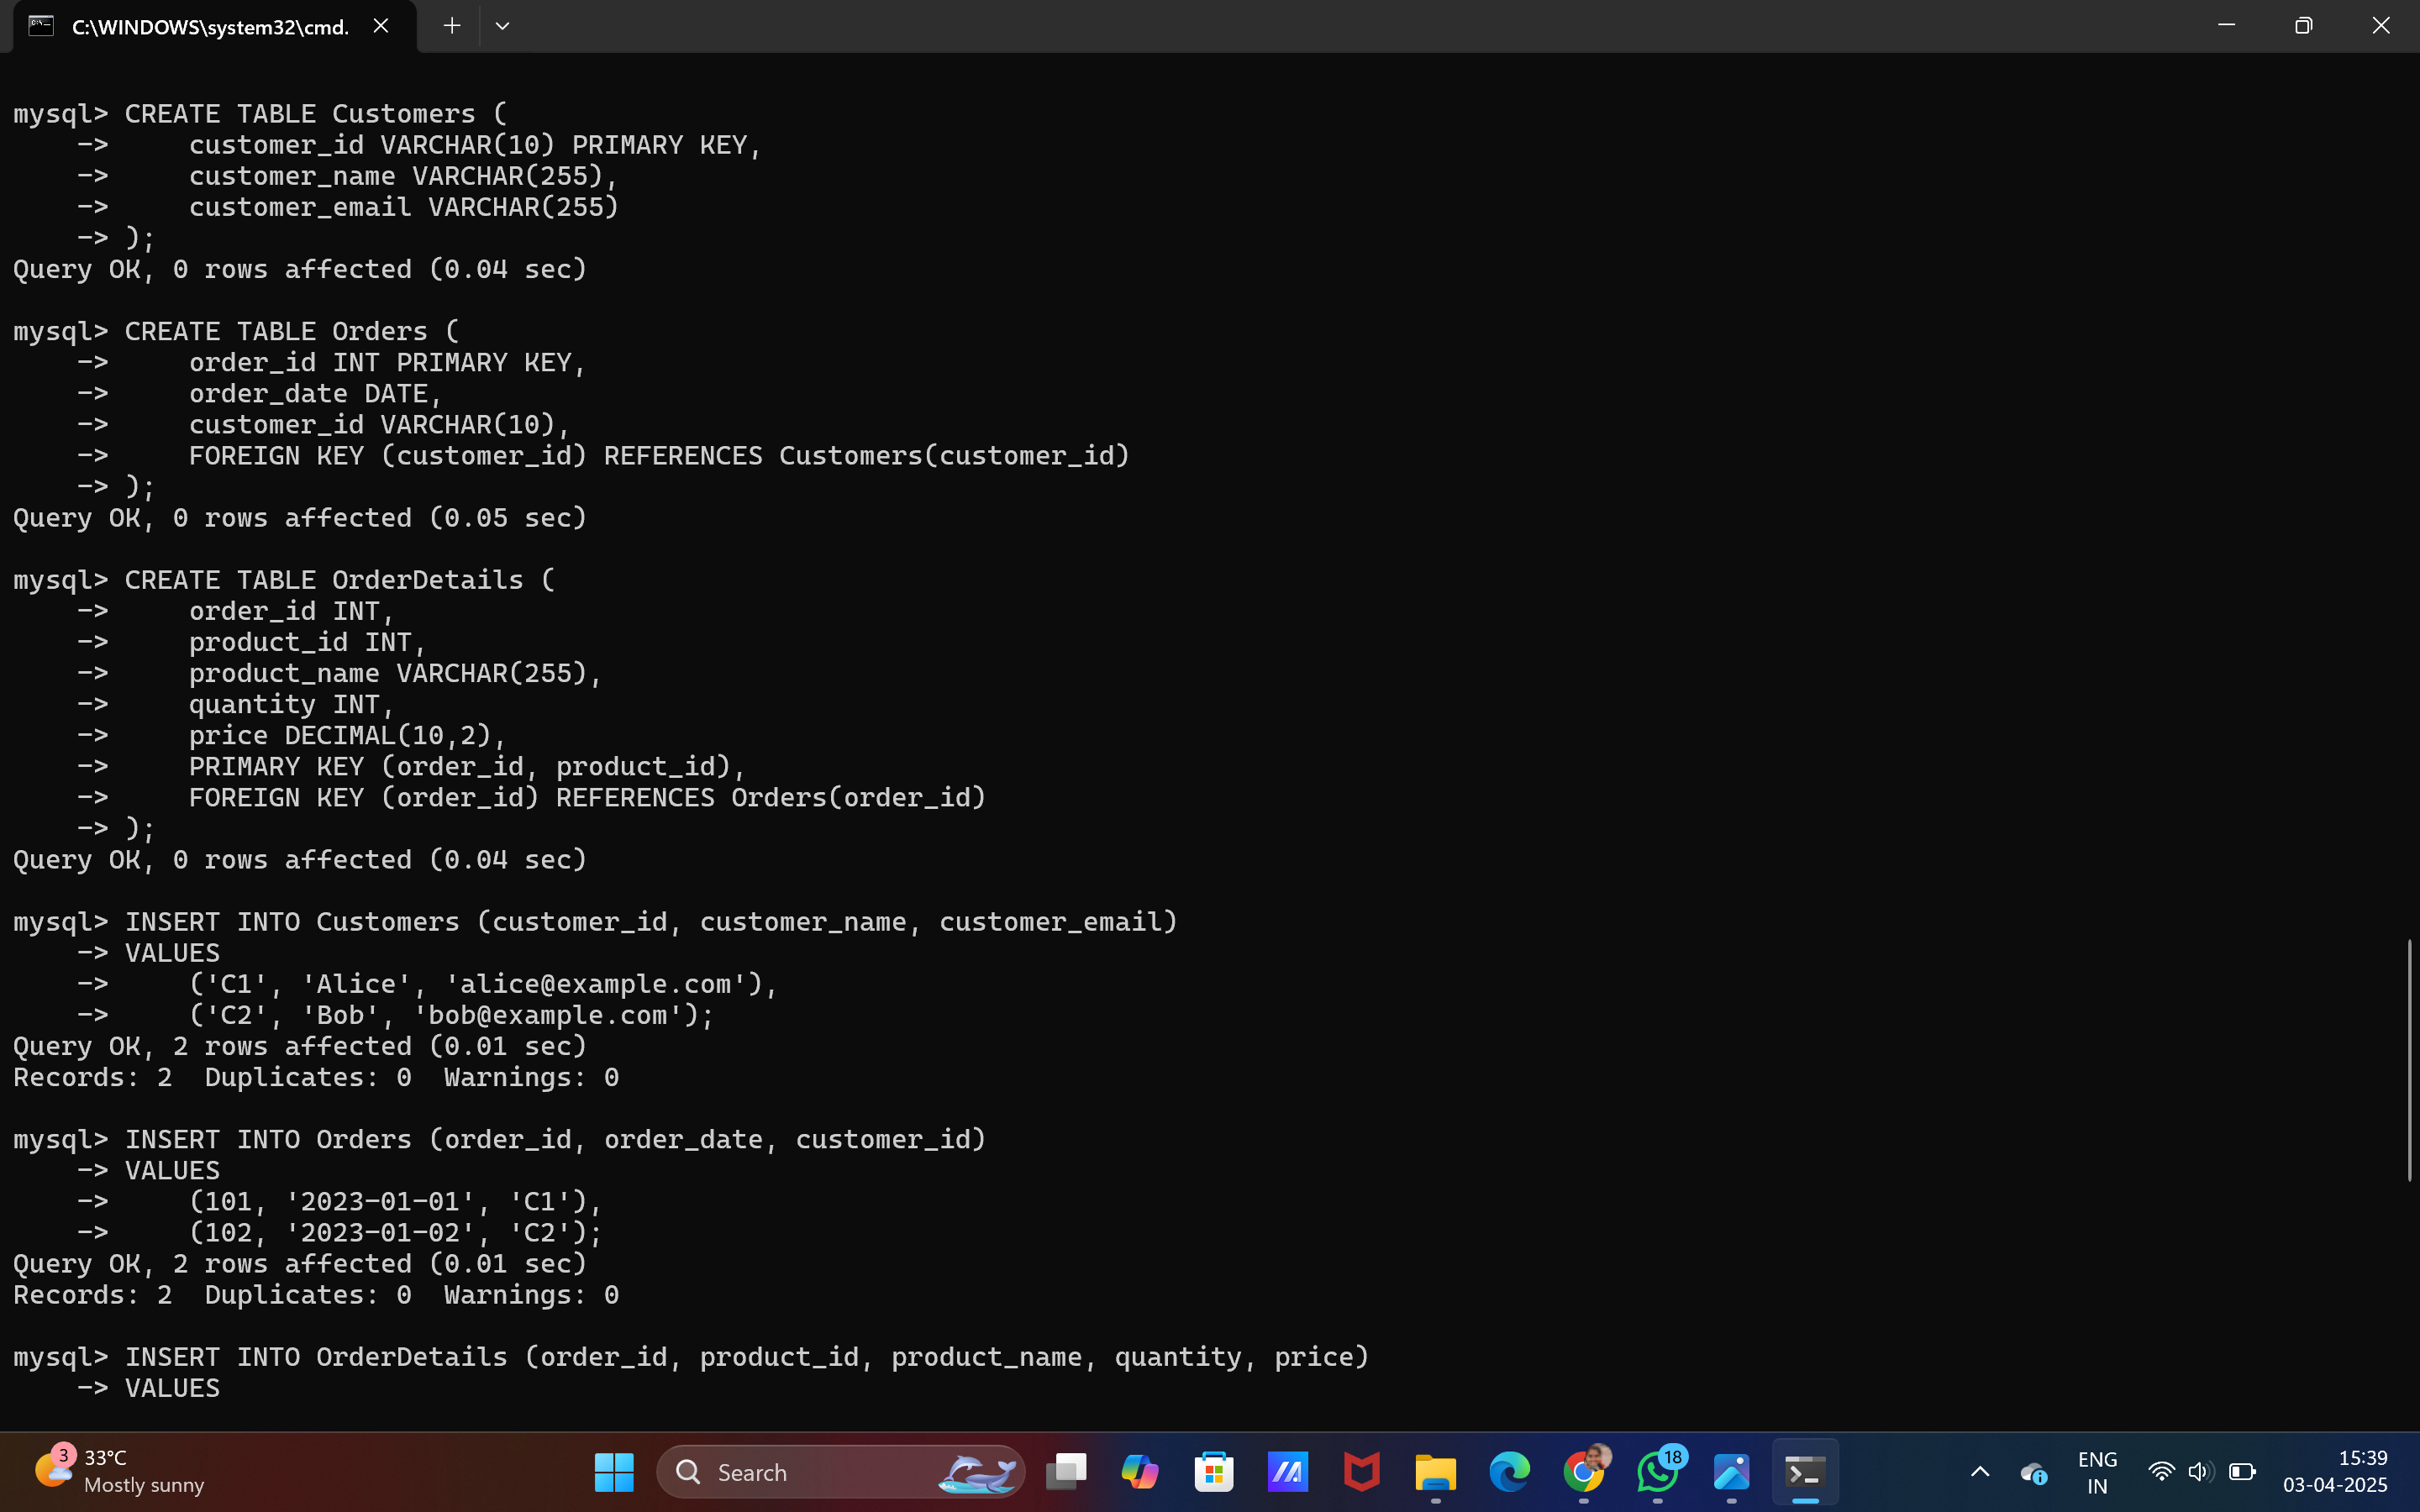 C:\WINDOWS\system32\cmd.
mysql> CREATE TABLE Customers (
    ->     customer_id VARCHAR(10) PRIMARY KEY,
    ->     customer_name VARCHAR(255),
    ->     customer_email VARCHAR(255)
    -> );
Query OK, 0 rows affected (0.04 sec)
mysql> CREATE TABLE Orders (
    ->     order_id INT PRIMARY KEY,
    ->     order_date DATE,
    ->     customer_id VARCHAR(10),
    ->     FOREIGN KEY (customer_id) REFERENCES Customers(customer_id)
    -> );
Query OK, 0 rows affected (0.05 sec)
mysql> CREATE TABLE OrderDetails (
    ->     order_id INT,
    ->     product_id INT,
    ->     product_name VARCHAR(255),
    ->     quantity INT,
    ->     price DECIMAL(10,2),
    ->     PRIMARY KEY (order_id, product_id),
    ->     FOREIGN KEY (order_id) REFERENCES Orders(order_id)
    -> );
Query OK, 0 rows affected (0.04 sec)
mysql> INSERT INTO Customers (customer_id, customer_name, customer_email)
    -> VALUES
    ->     ('C1', 'Alice', 'alice@example.com'),
    ->     ('C2', 'Bob', 'bob@example.com');
Query OK, 2 rows affected (0.01 sec)
Records: 2  Duplicates: 0  Warnings: 0
mysql> INSERT INTO Orders (order_id, order_date, customer_id)
    -> VALUES
    ->     (101, '2023-01-01', 'C1'),
    ->     (102, '2023-01-02', 'C2');
Query OK, 2 rows affected (0.01 sec)
Records: 2  Duplicates: 0  Warnings: 0
mysql> INSERT INTO OrderDetails (order_id, product_id, product_name, quantity, price)
    -> VALUES
3
33°C
Mostly sunny
Search
18
ENG
IN
15:39
03-04-2025